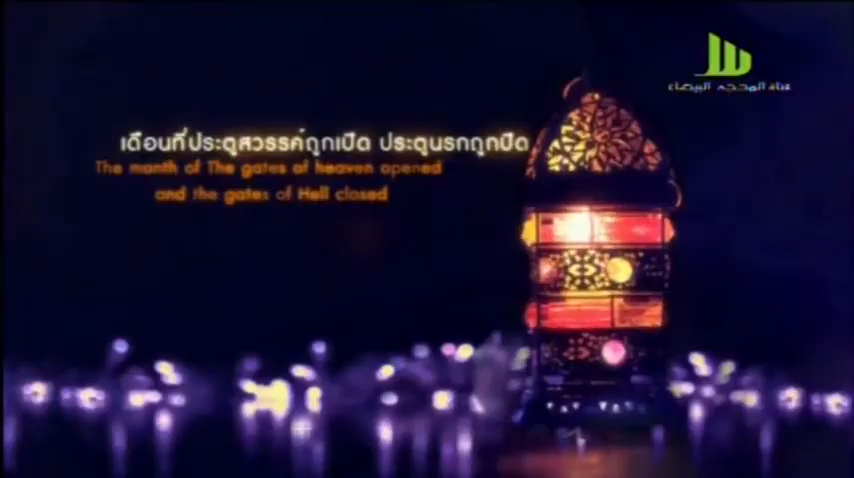 قناة المحجه البيضاء
เดือนที่ประตูสวรรค์ถูกเปิด ประตูนรกถูกปิด
The month of The gates of heaven opened
and the gates of Hell closed